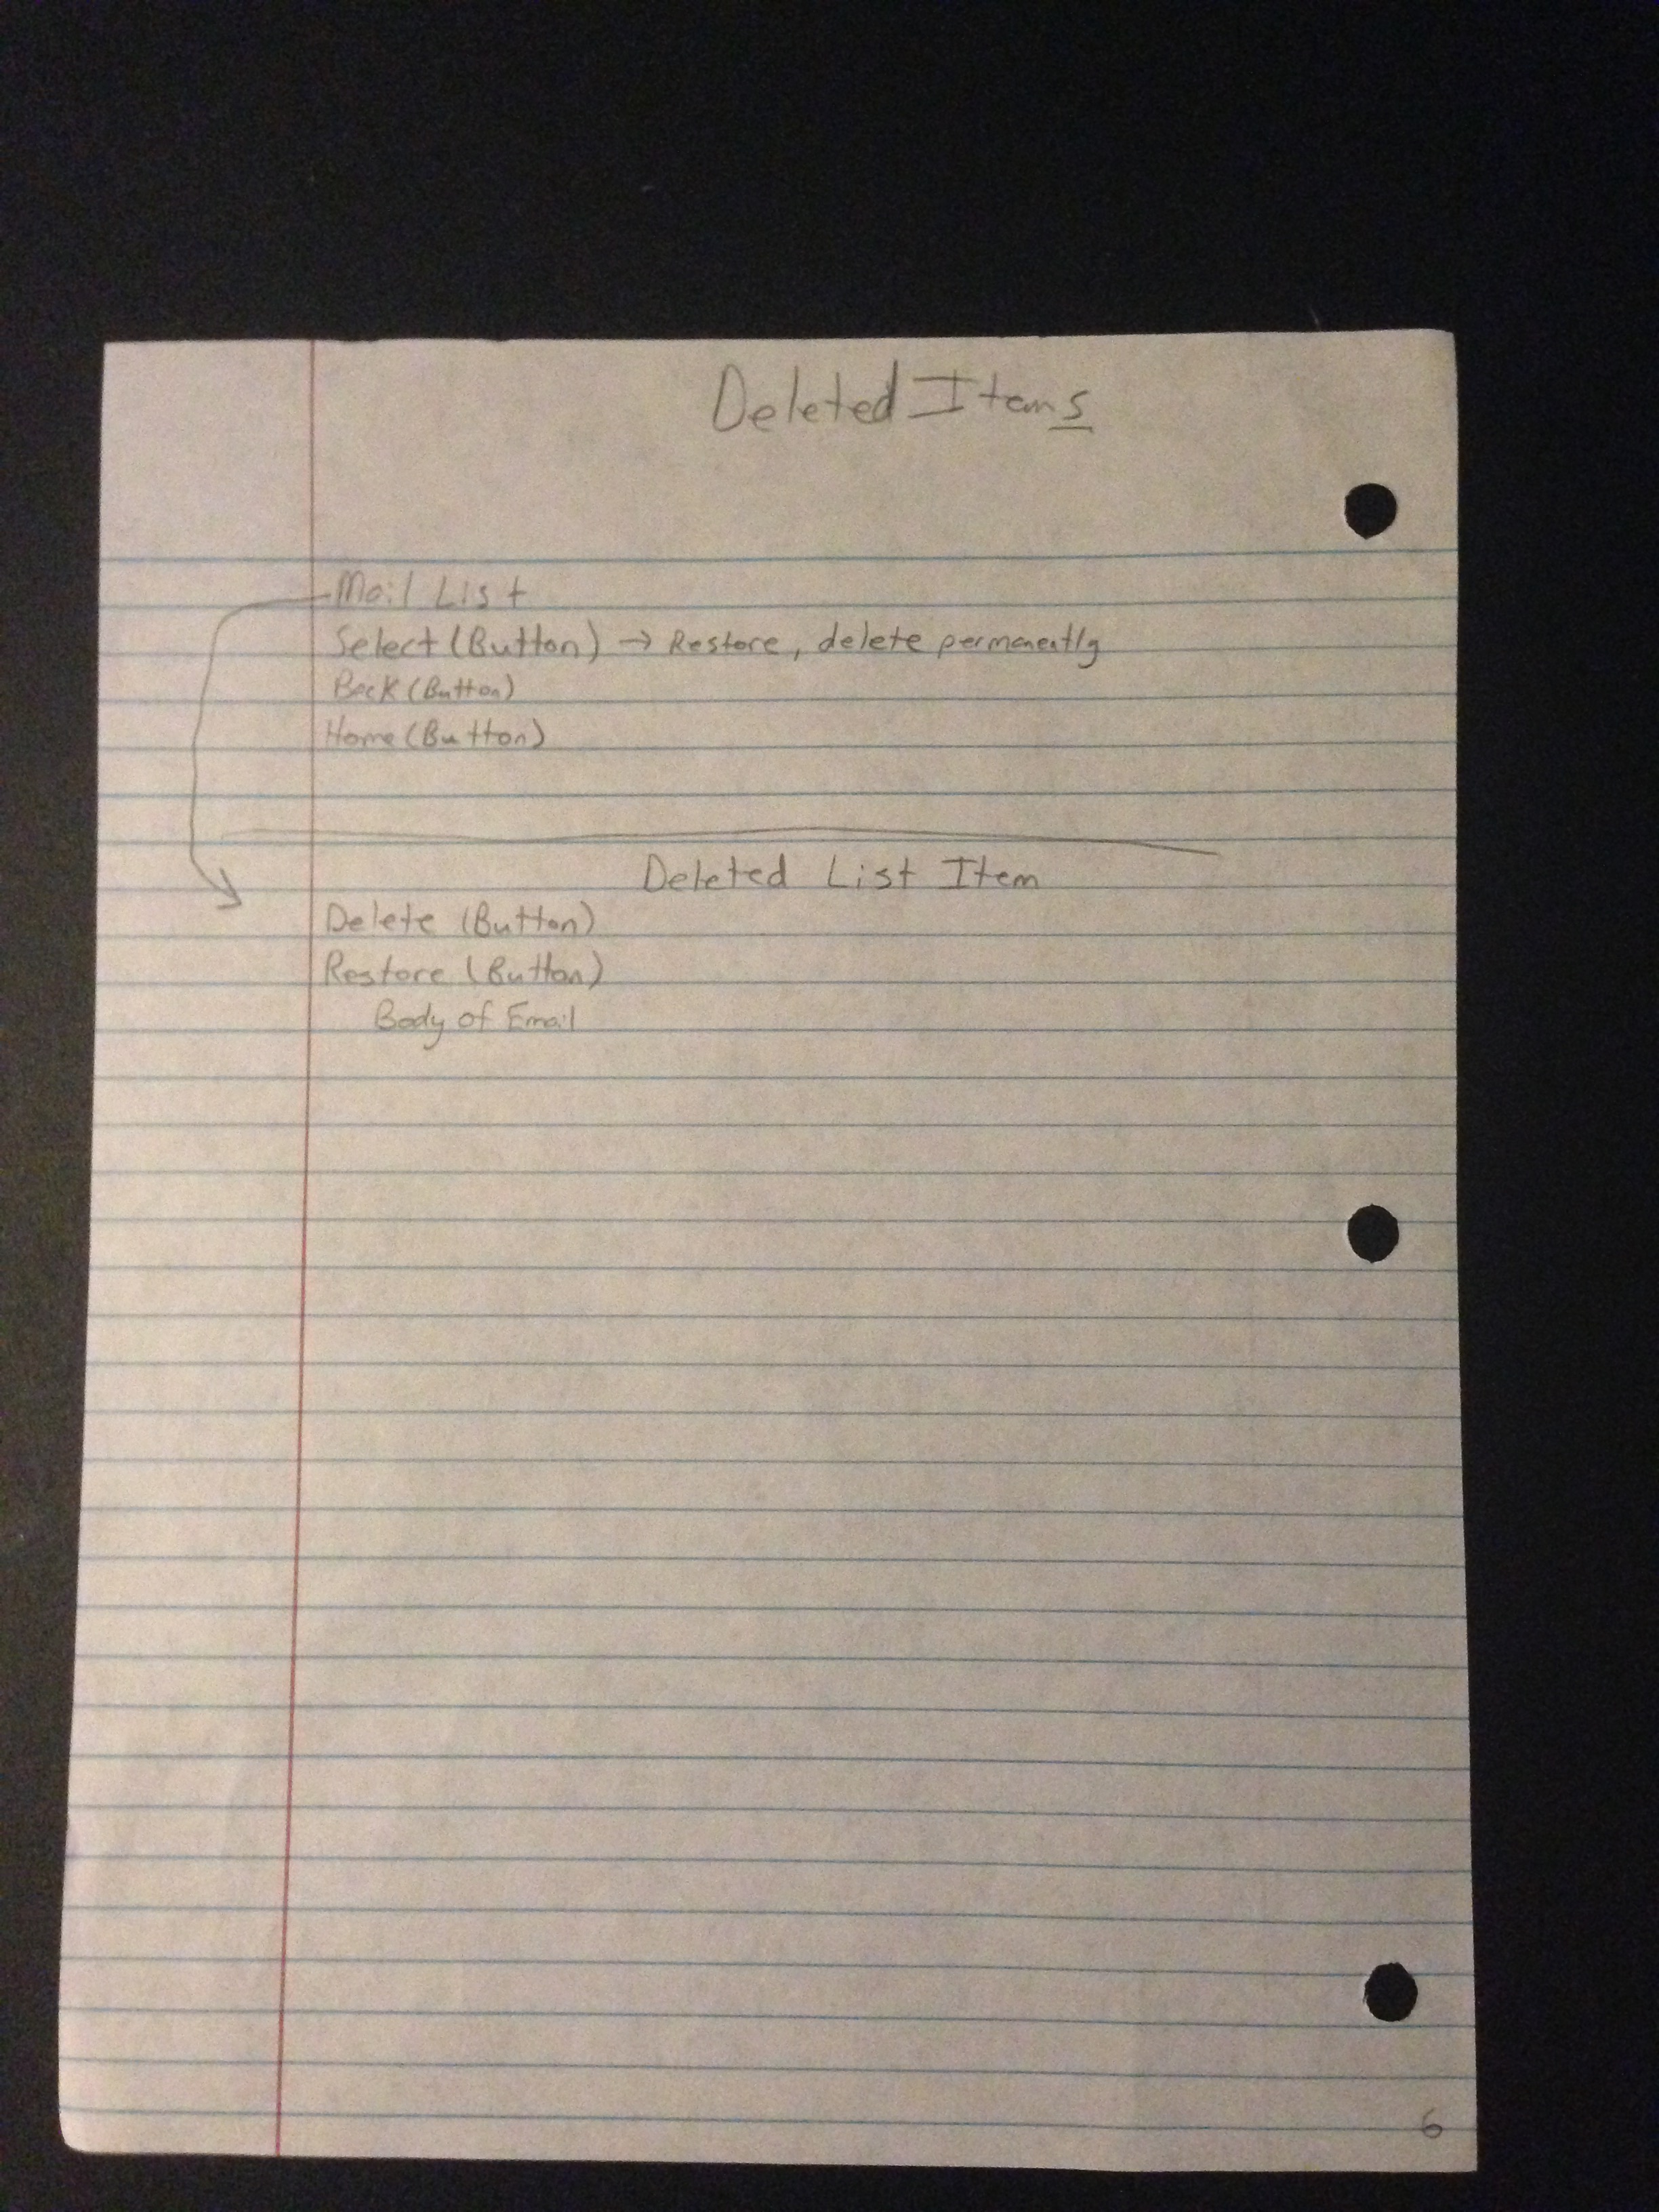 Deleted Items
Mail List
Select (Button) → Restore, delete permanently
Back (Button)
Home (Button)
Deleted List Item
Delete (Button)
Restore (Button)
Body of Email
6